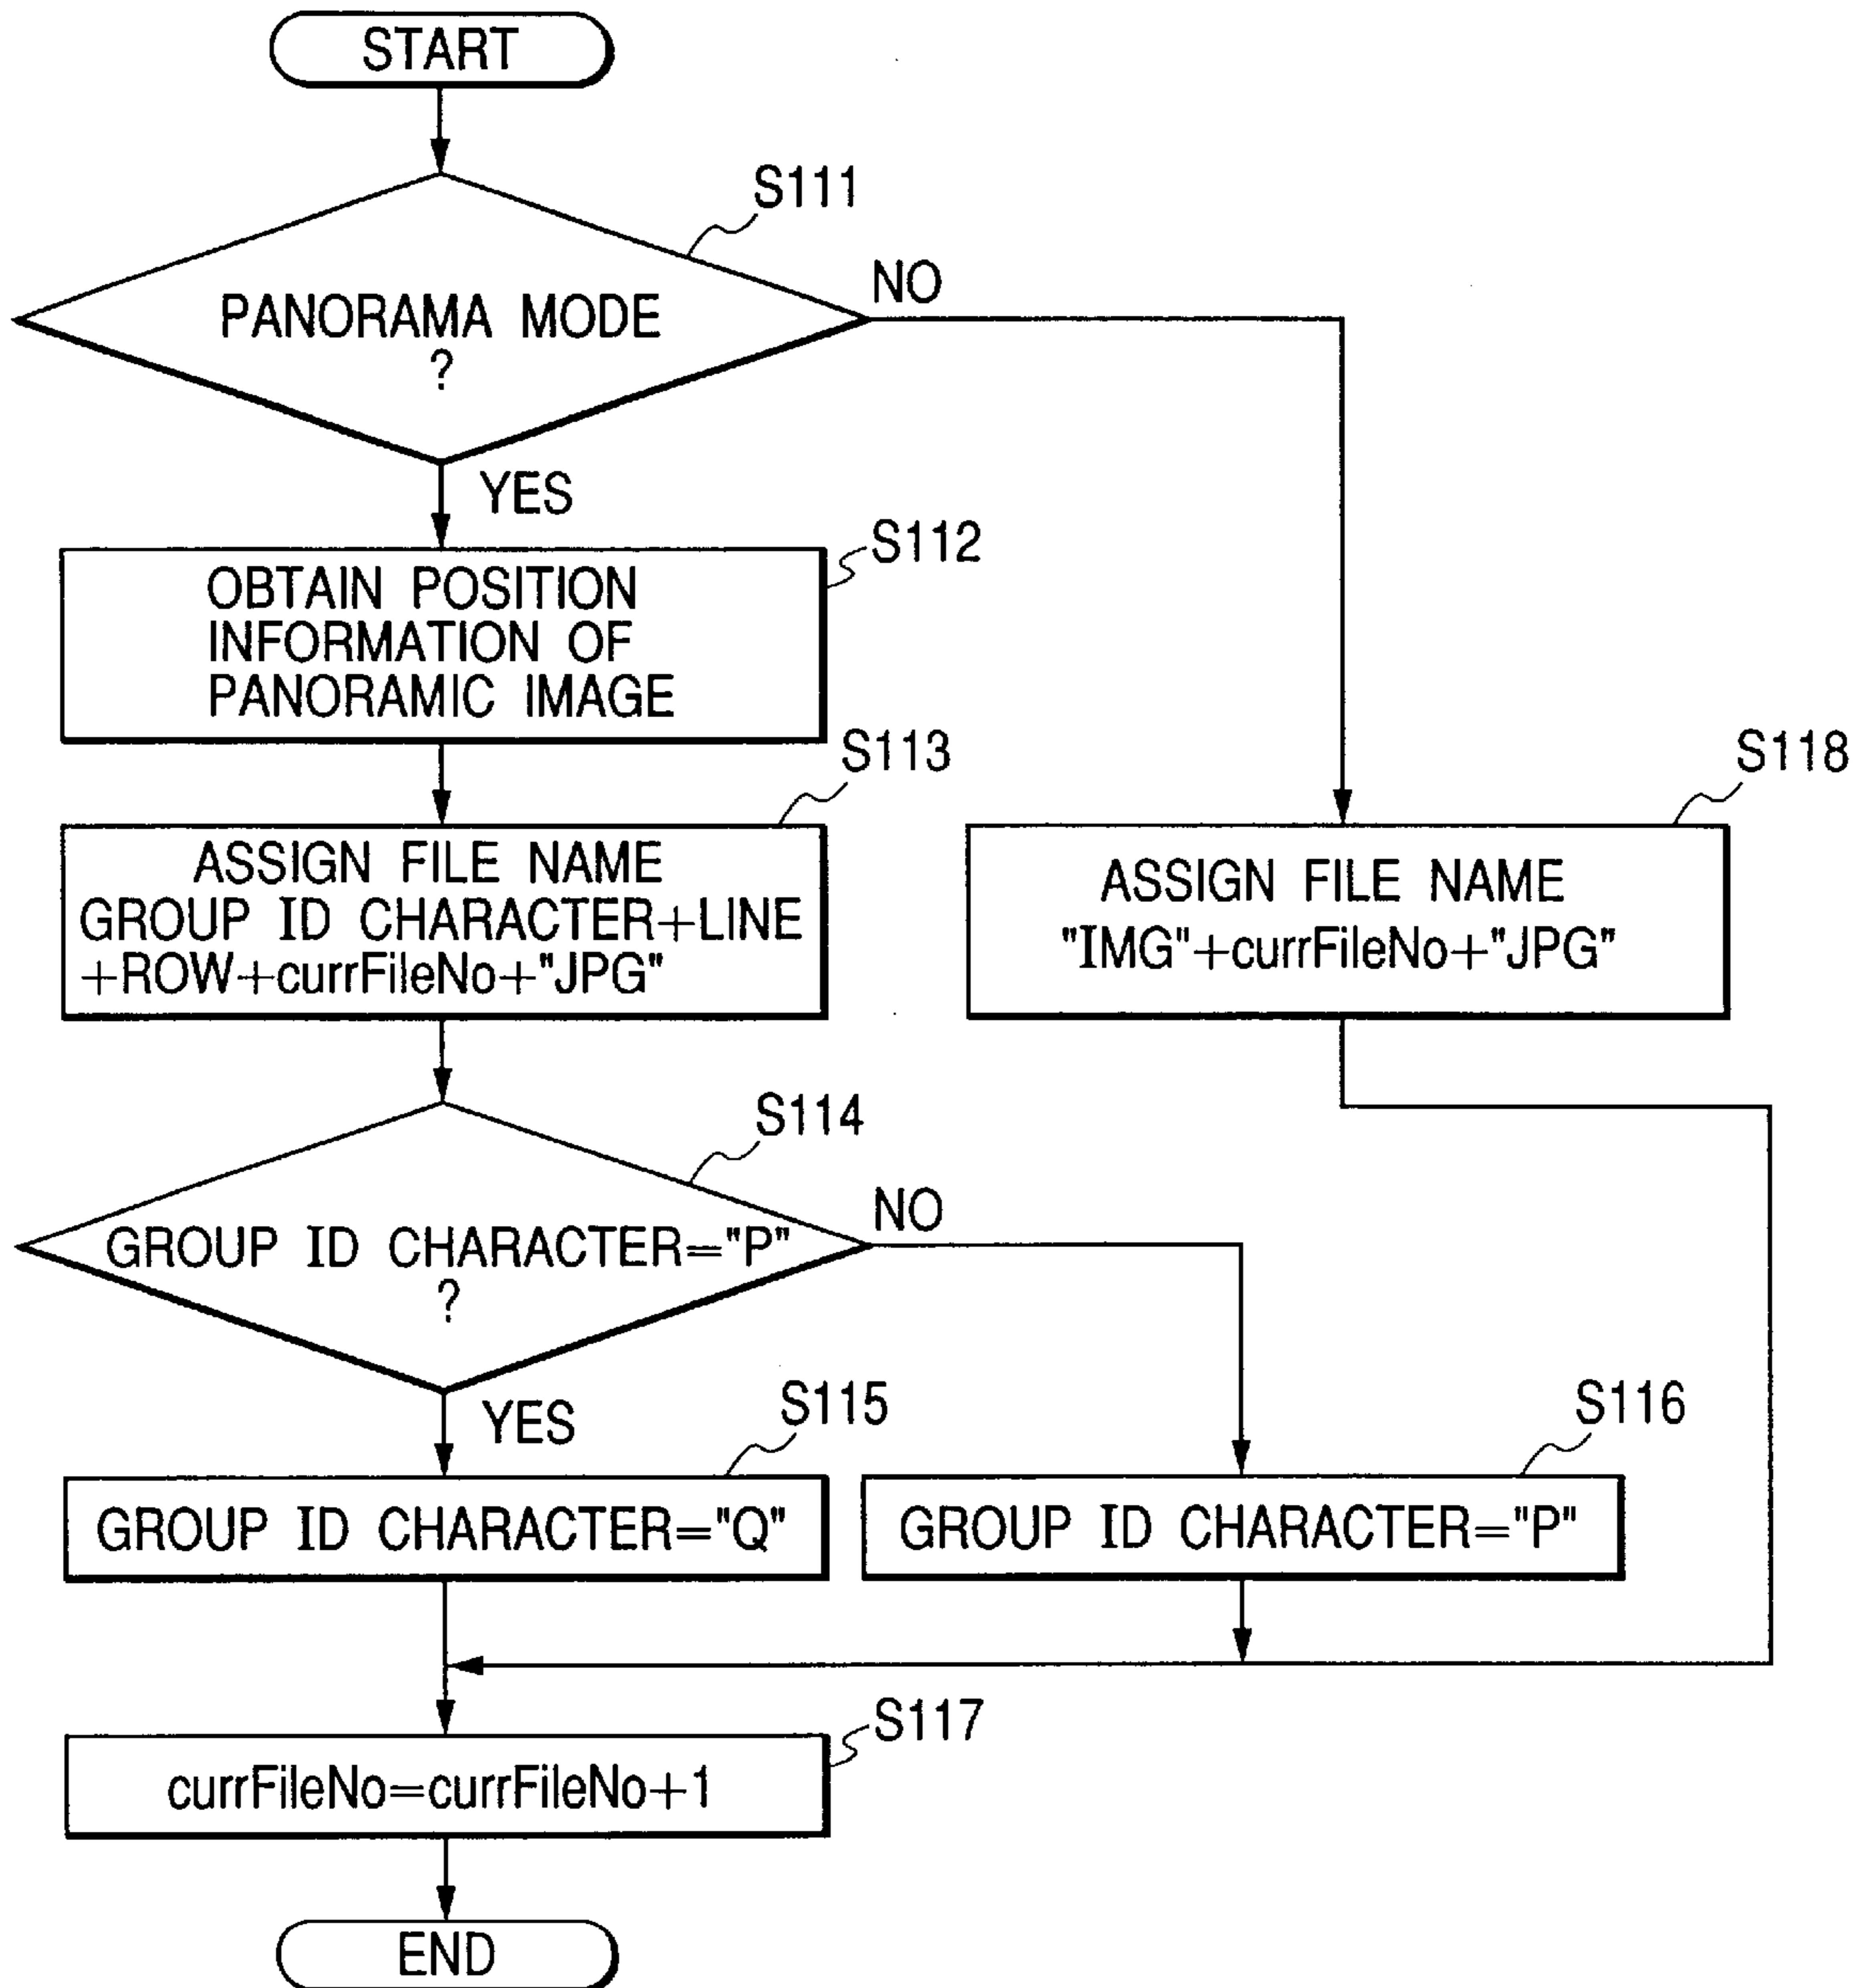 START
S111
PANORAMA MODE
?
NO
YES
S112
OBTAIN POSITION
INFORMATION OF
PANORAMIC IMAGE
S113
ASSIGN FILE NAME
GROUP ID CHARACTER+LINE
+ROW+currFileNo+"JPG"
S118
ASSIGN FILE NAME
"IMG"+currFileNo+"JPG"
S114
GROUP ID CHARACTER="P"
?
NO
YES
S115
GROUP ID CHARACTER="Q"
S116
GROUP ID CHARACTER="P"
S117
currFileNo=currFileNo+1
END